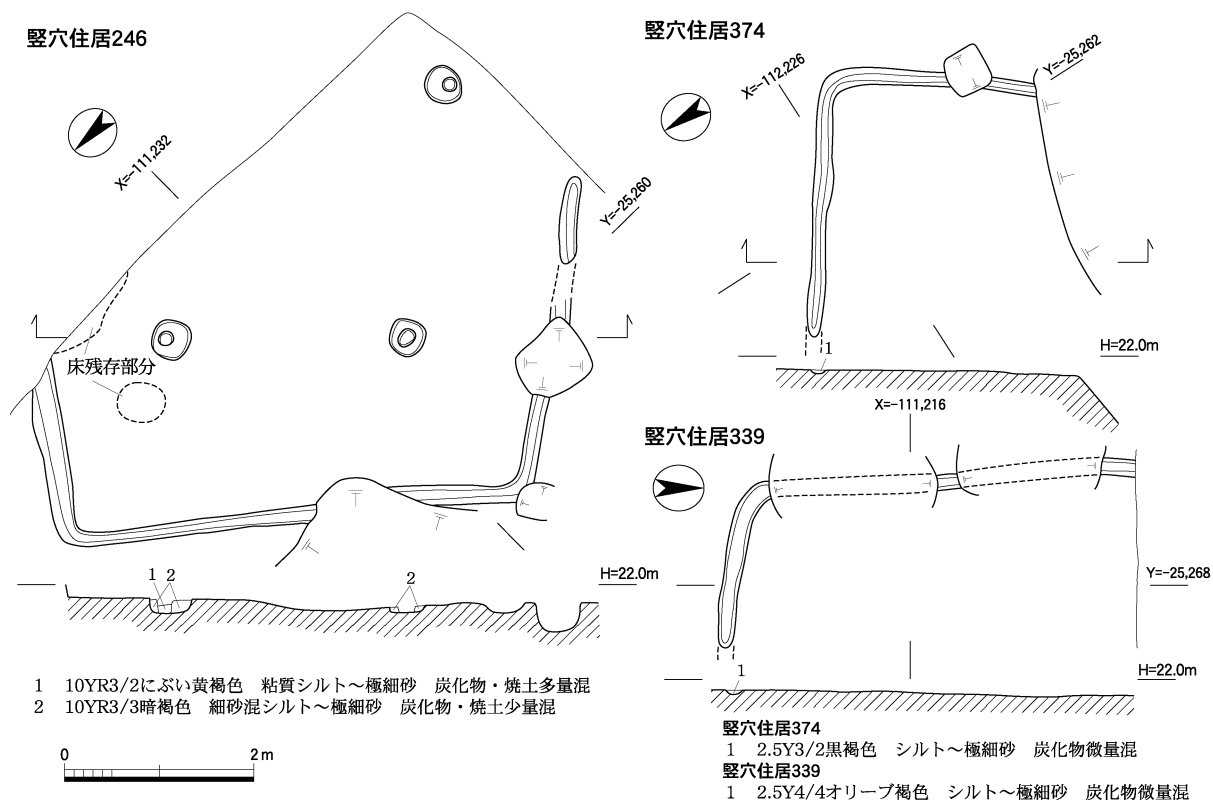 竪穴住居246
X=-111,232
Y=-25,260
床残存部分
1 2
2
H=22.0m
1　10YR3/2にぶい黄褐色　粘質シルト～極細砂　炭化物・焼土多量混
2　10YR3/3暗褐色　細砂混シルト～極細砂　炭化物・焼土少量混
0 2m
竪穴住居374
X=-112,226
Y=-25,262
H=22.0m
1
竪穴住居339
X=-111,216
Y=-25,268
H=22.0m
1
竪穴住居374
1　2.5Y3/2黒褐色　シルト～極細砂　炭化物微量混
竪穴住居339
1　2.5Y4/4オリーブ褐色　シルト～極細砂　炭化物微量混